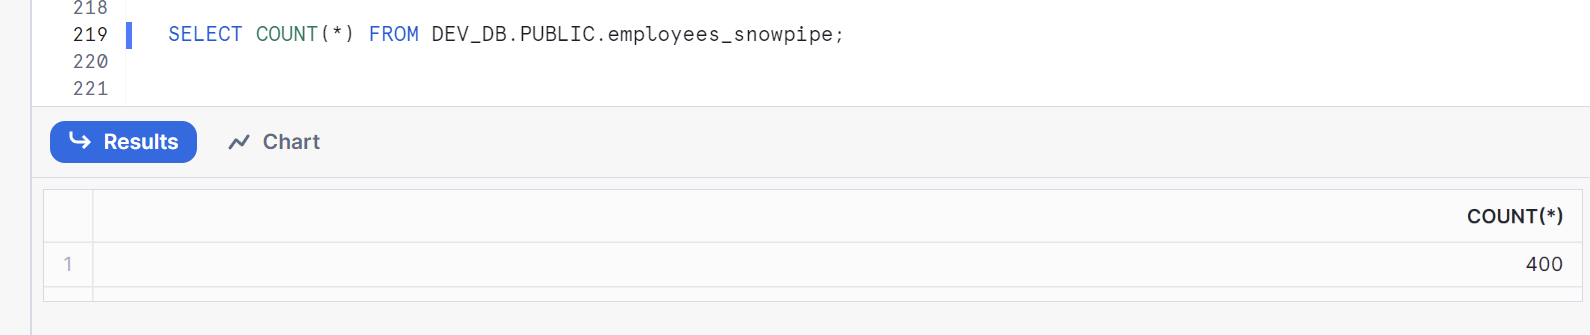 218
219 SELECT COUNT(*) FROM DEV_DB.PUBLIC.employees_snowpipe;
220
221
Results Chart
COUNT(*)
1 400